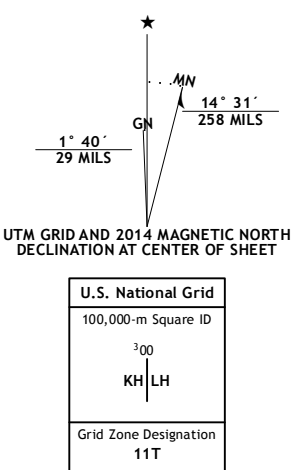 ★
MN
GN
14° 31´
258 MILS
1° 40´
29 MILS
UTM GRID AND 2014 MAGNETIC NORTH
DECLINATION AT CENTER OF SHEET
U.S. National Grid
100,000-m Square ID
³00
KH LH
Grid Zone Designation
11T